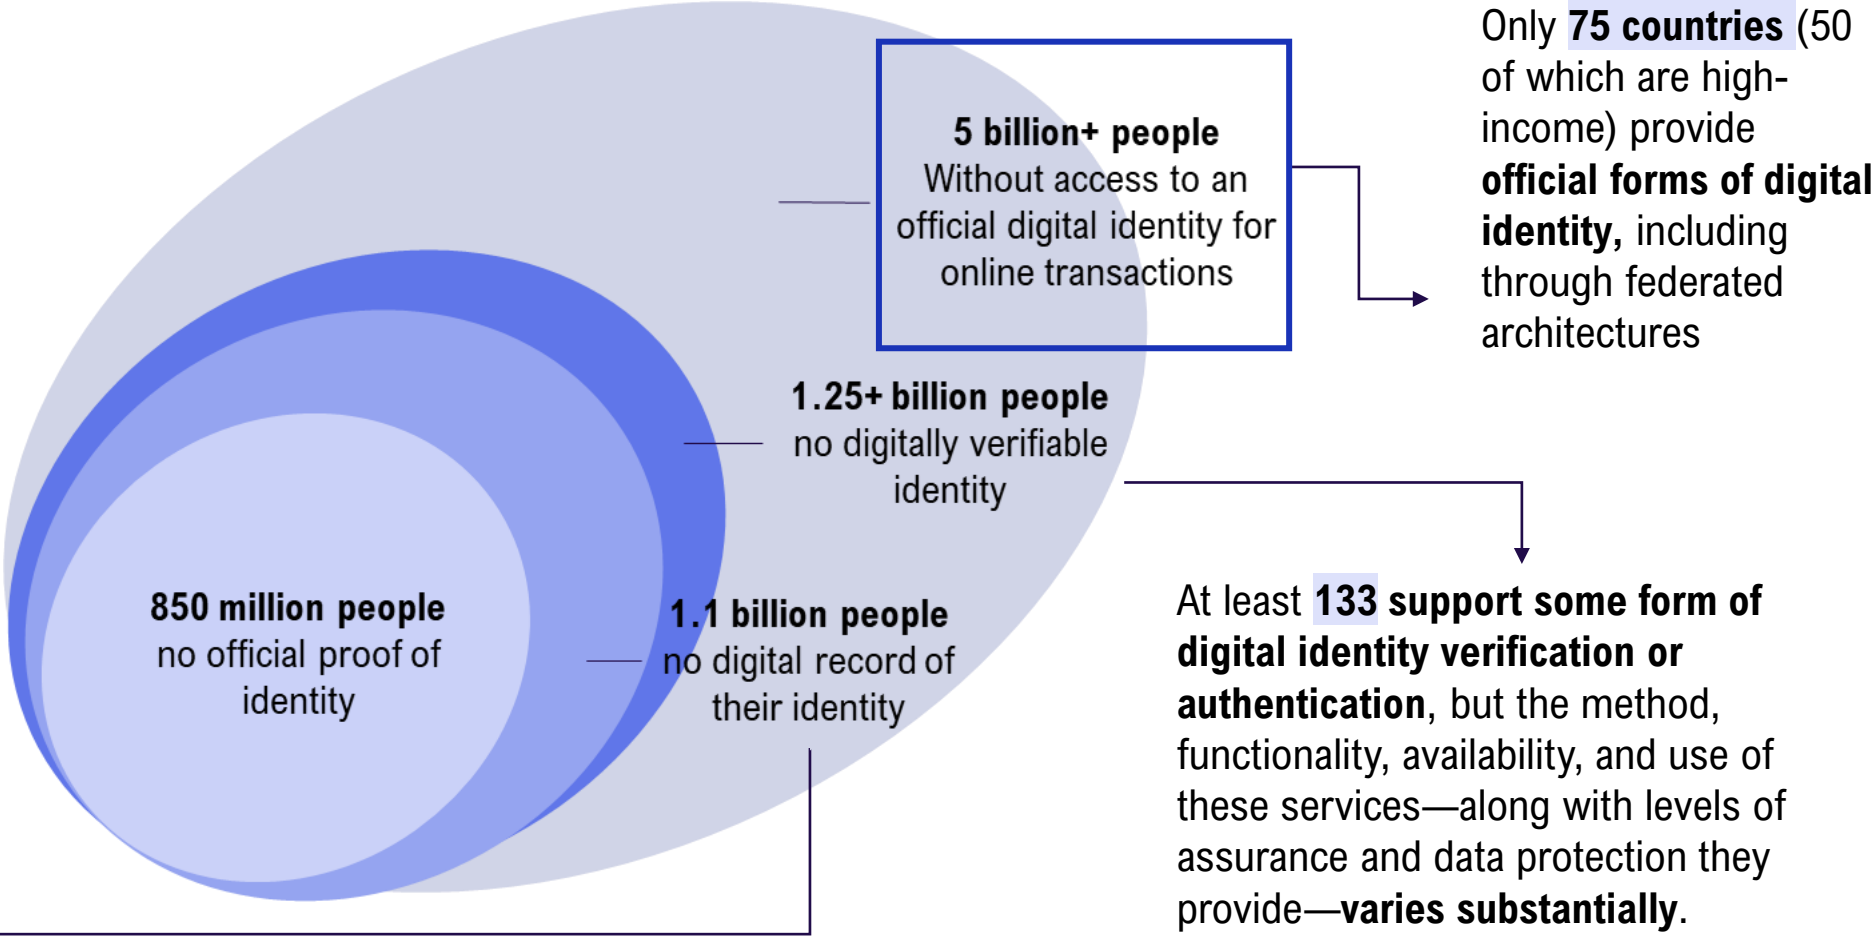 5 billion+ people
Without access to an
official digital identity for
online transactions
Only 75 countries (50
of which are high-
income) provide
official forms of digital
identity, including
through federated
architectures
1.25+ billion people
no digitally verifiable
identity
850 million people
no official proof of
identity
1.1 billion people
no digital record of
their identity
At least 133 support some form of
digital identity verification or
authentication, but the method,
functionality, availability, and use of
these services—along with levels of
assurance and data protection they
provide—varies substantially.